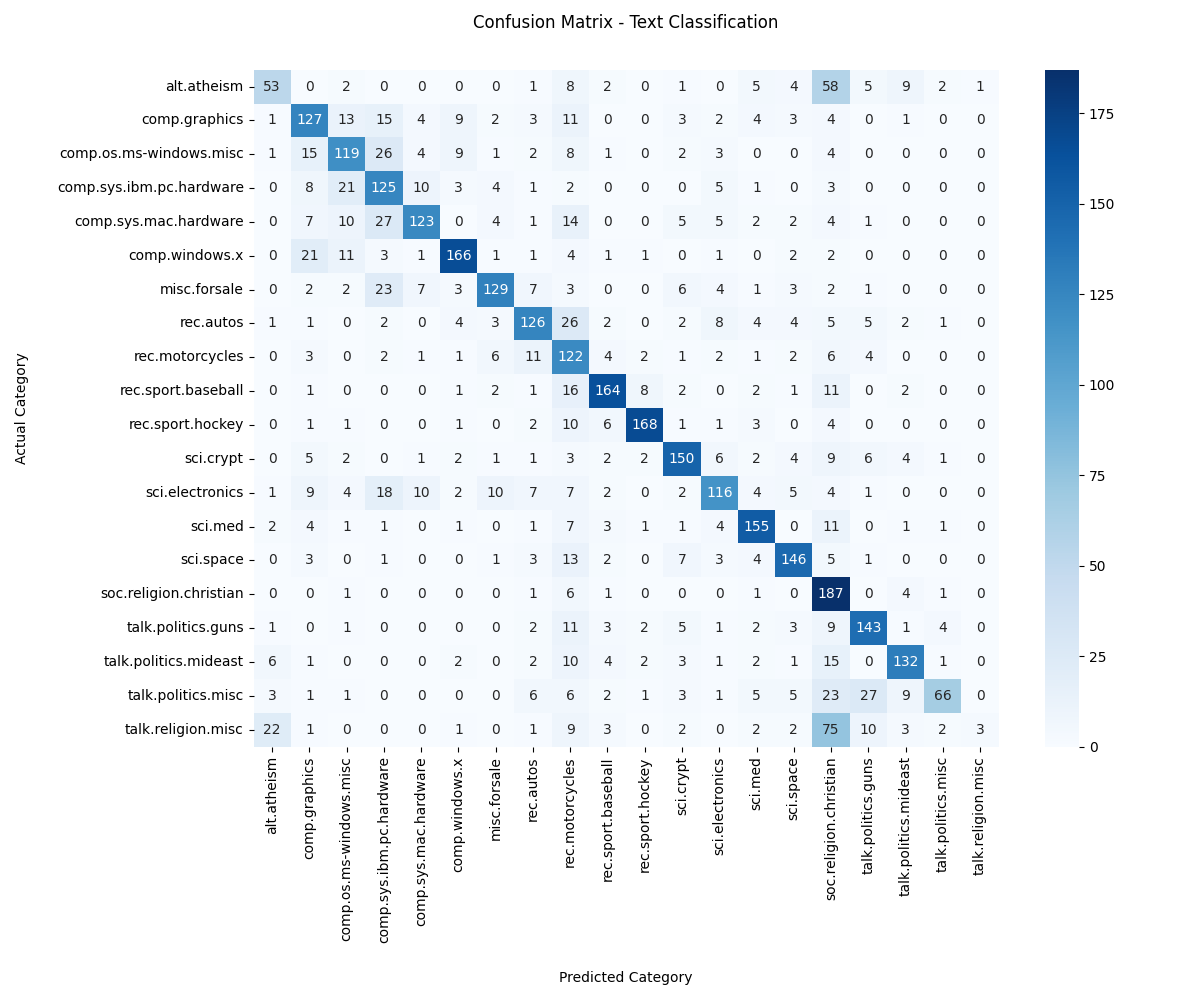 Confusion Matrix - Text Classification
alt.atheism 53 0 2 0 0 0 0 1 8 2 0 1 0 5 4 58 5 9 2 1
comp.graphics 1 127 13 15 4 9 2 3 11 0 0 3 2 4 3 4 0 1 0 0
comp.os.ms-windows.misc 1 15 119 26 4 9 1 2 8 1 0 2 3 0 0 4 0 0 0 0
comp.sys.ibm.pc.hardware 0 8 21 125 10 3 4 1 2 0 0 0 5 1 0 3 0 0 0 0
comp.sys.mac.hardware 0 7 10 27 123 0 4 1 14 0 0 5 5 2 2 4 1 0 0 0
comp.windows.x 0 21 11 3 1 166 1 1 4 1 1 0 1 0 2 2 0 0 0 0
misc.forsale 0 2 2 23 7 3 129 7 3 0 0 6 4 1 3 2 1 0 0 0
rec.autos 1 1 0 2 0 4 3 126 26 2 0 2 8 4 4 5 5 2 1 0
rec.motorcycles 0 3 0 2 1 1 6 11 122 4 2 1 2 1 2 6 4 0 0 0
rec.sport.baseball 0 1 0 0 0 1 2 1 16 164 8 2 0 2 1 11 0 2 0 0
rec.sport.hockey 0 1 1 0 0 1 0 2 10 6 168 1 1 3 0 4 0 0 0 0
sci.crypt 0 5 2 0 1 2 1 1 3 2 2 150 6 2 4 9 6 4 1 0
sci.electronics 1 9 4 18 10 2 10 7 7 2 0 2 116 4 5 4 1 0 0 0
sci.med 2 4 1 1 0 1 0 1 7 3 1 1 4 155 0 11 0 1 1 0
sci.space 0 3 0 1 0 0 1 3 13 2 0 7 3 4 146 5 1 0 0 0
soc.religion.christian 0 0 1 0 0 0 0 1 6 1 0 0 0 1 0 187 0 4 1 0
talk.politics.guns 1 0 1 0 0 0 0 2 11 3 2 5 1 2 3 9 143 1 4 0
talk.politics.mideast 6 1 0 0 0 2 0 2 10 4 2 3 1 2 1 15 0 132 1 0
talk.politics.misc 3 1 1 0 0 0 0 6 6 2 1 3 1 5 5 23 27 9 66 0
talk.religion.misc 22 1 0 0 0 1 0 1 9 3 0 2 0 2 2 75 10 3 2 3
Actual Category
alt.atheism
comp.graphics
comp.os.ms-windows.misc
comp.sys.ibm.pc.hardware
comp.sys.mac.hardware
comp.windows.x
misc.forsale
rec.autos
rec.motorcycles
rec.sport.baseball
rec.sport.hockey
sci.crypt
sci.electronics
sci.med
sci.space
soc.religion.christian
talk.politics.guns
talk.politics.mideast
talk.politics.misc
talk.religion.misc
Predicted Category
175
150
125
100
75
50
25
0